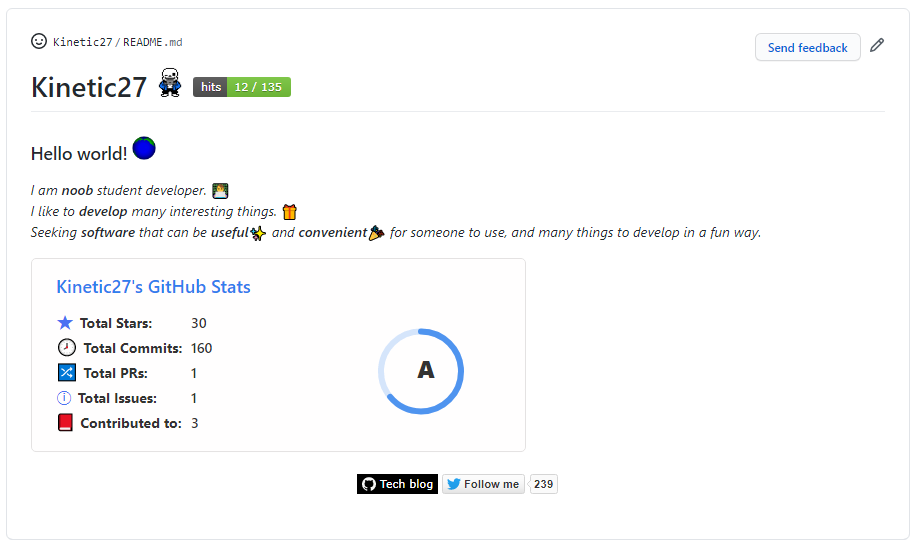 Kinetic27/README.md
Send feedback
Kinetic27
hits 12 / 135
Hello world!
I am noob student developer.
I like to develop many interesting things.
Seeking software that can be useful and convenient for someone to use, and many things to develop in a fun way.
Kinetic27's GitHub Stats
Total Stars: 30
Total Commits: 160
Total PRs: 1
Total Issues: 1
Contributed to: 3
A
Tech blog
Follow me 239